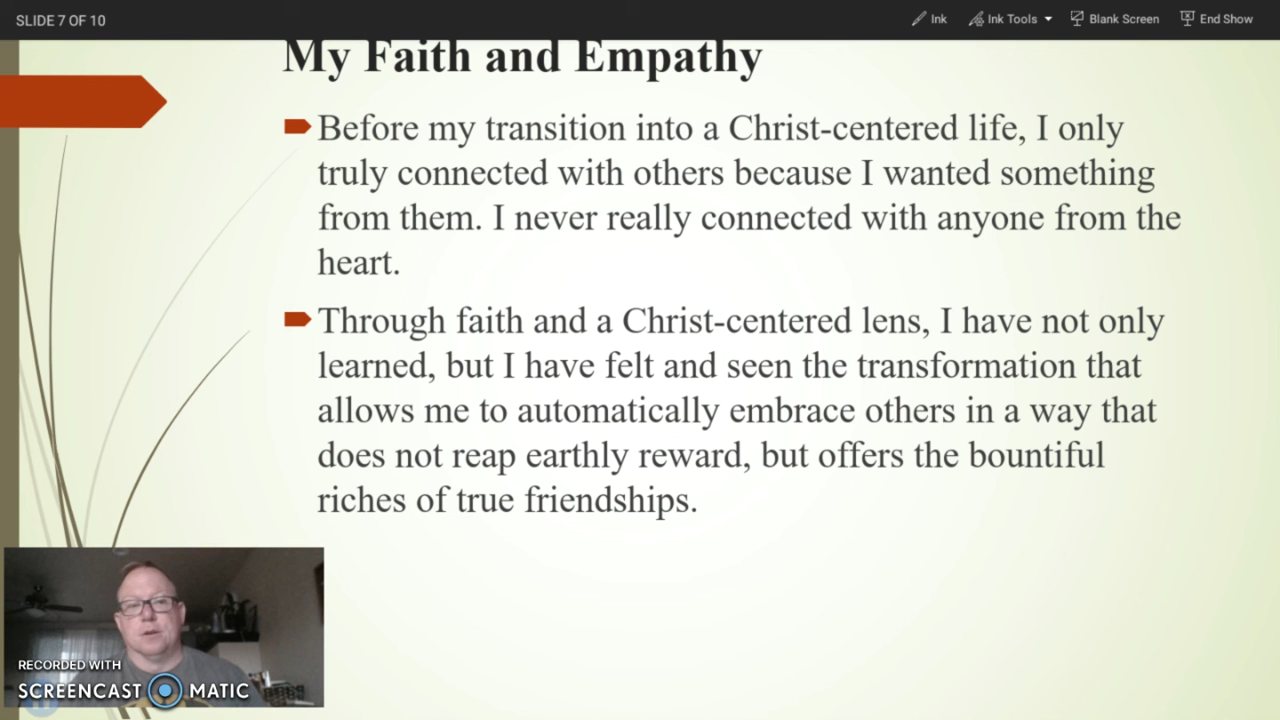 SLIDE 7 OF 10
Ink
Ink Tools
Blank Screen
End Show
My Faith and Empathy
Before my transition into a Christ-centered life, I only
truly connected with others because I wanted something
from them. I never really connected with anyone from the
heart.
Through faith and a Christ-centered lens, I have not only
learned, but I have felt and seen the transformation that
allows me to automatically embrace others in a way that
does not reap earthly reward, but offers the bountiful
riches of true friendships.
RECORDED WITH
SCREENCAST MATIC